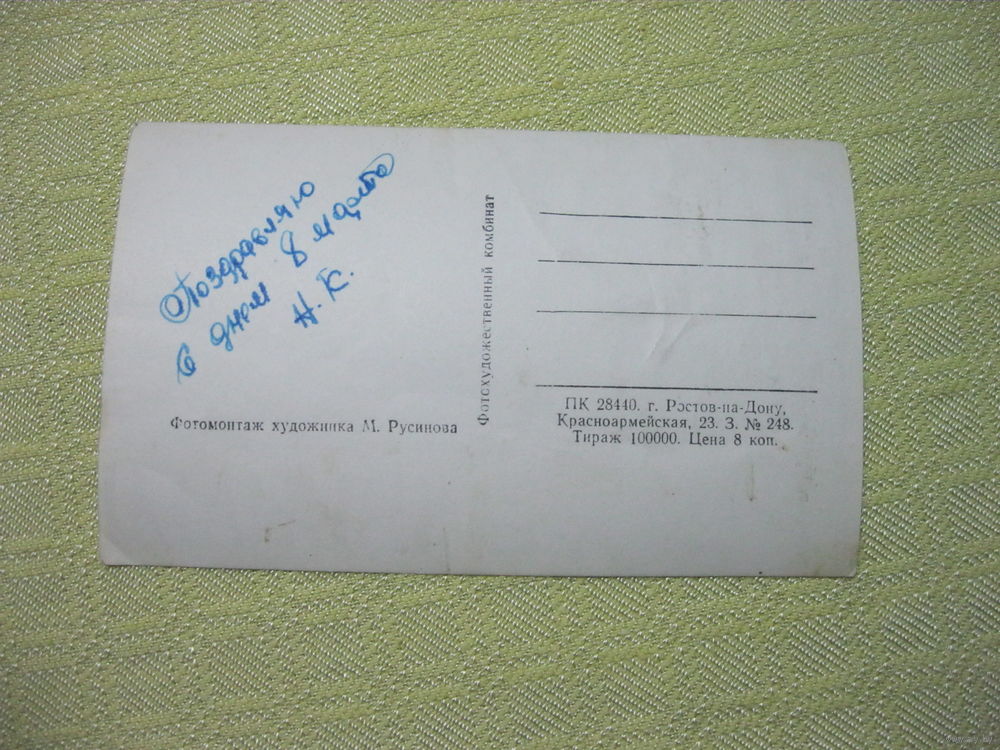 Поздравляю
с днем 8 марта
Н. К.
Фотомонтаж художника М. Русинова
Фотохудожественный комбинат
ПК 28440. г. Ростов-на-Дону,
Красноармейская, 23. З. № 248.
Тираж 100000. Цена 8 коп.